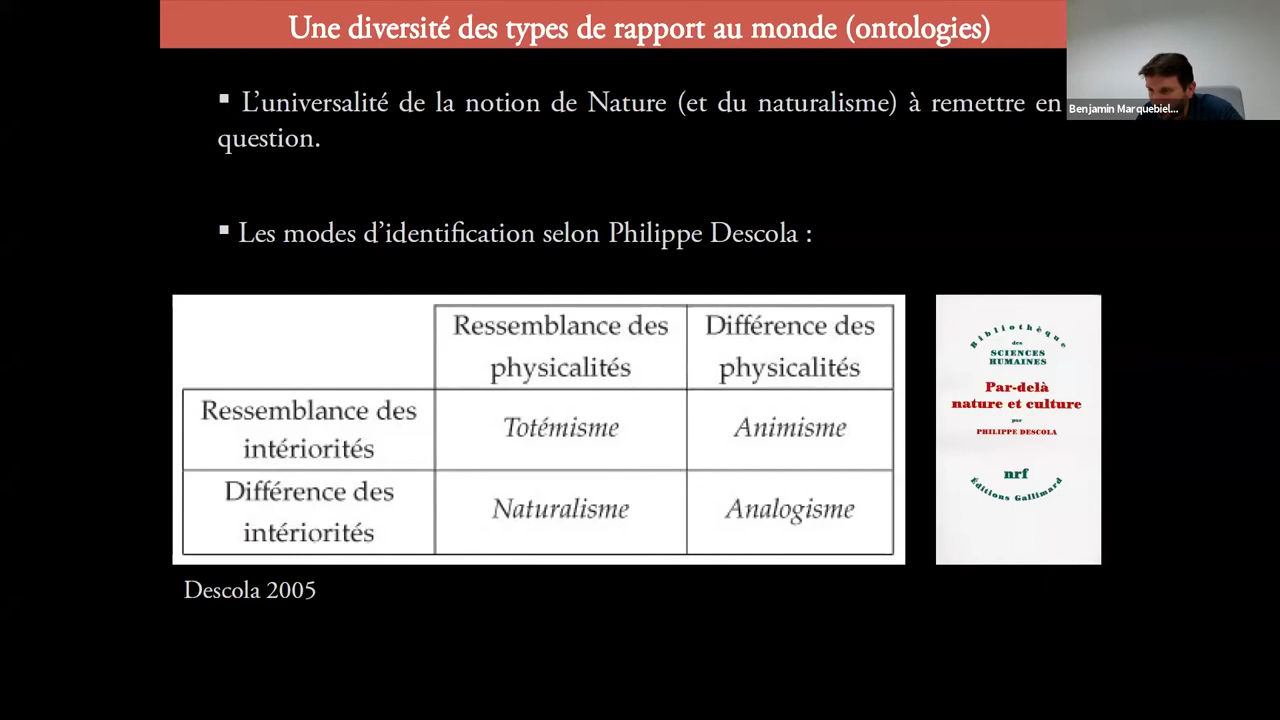 Une diversité des types de rapport au monde (ontologies)
Benjamin Marquebiel...
▪ L’universalité de la notion de Nature (et du naturalisme) à remettre en
question.
▪ Les modes d’identification selon Philippe Descola :
Ressemblance des
physicalités
Différence des
physicalités
Ressemblance des
intériorités
Totémisme
Animisme
Différence des
intériorités
Naturalisme
Analogisme
Bibliothèque
des
SCIENCES
HUMAINES
Par-delà
nature et culture
par
PHILIPPE DESCOLA
nrf
Éditions Gallimard
Descola 2005